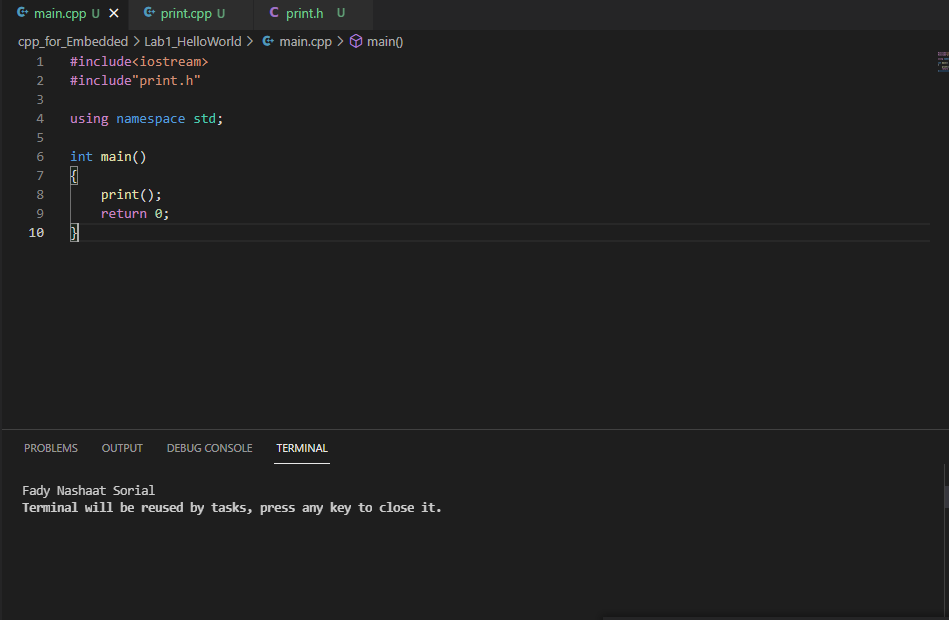 main.cpp U print.cpp U print.h U
cpp_for_Embedded > Lab1_HelloWorld > main.cpp > main()
1 #include<iostream>
2 #include"print.h"
3
4 using namespace std;
5
6 int main()
7 {
8 print();
9 return 0;
10 }
PROBLEMS OUTPUT DEBUG CONSOLE TERMINAL
Fady Nashaat Sorial
Terminal will be reused by tasks, press any key to close it.